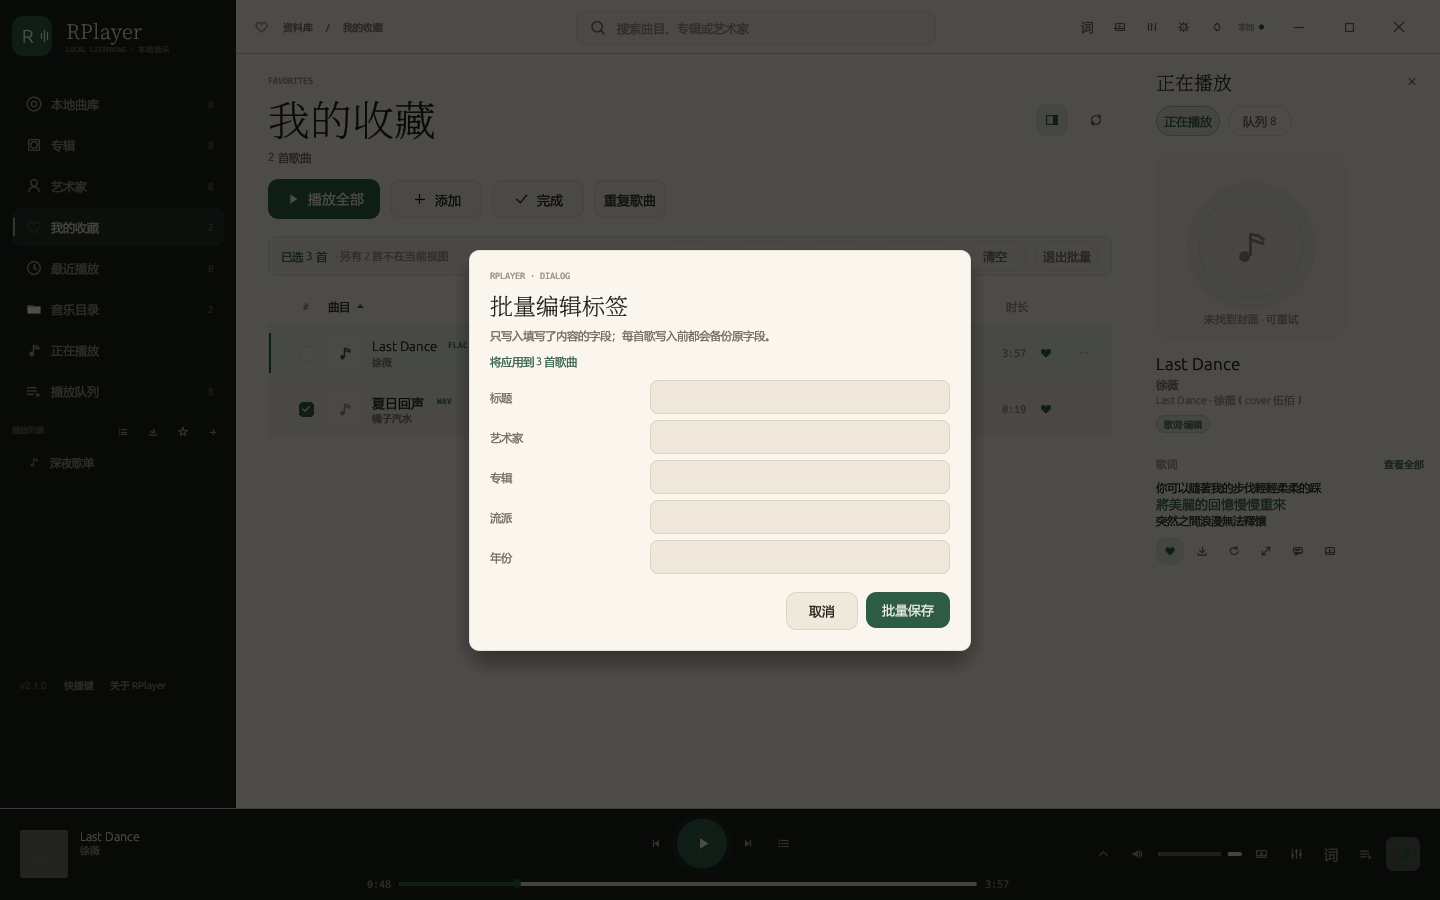 RPlayer
LOCAL LISTENING · 本地音乐
本地曲库 8
专辑 8
艺术家 8
我的收藏 7
最近播放 8
音乐目录 2
正在播放
播放队列 8
播放列表
深夜歌单
v2.1.0 快捷键 关于 RPlayer
资料库 / 我的收藏
搜索曲目、专辑或艺术家
词
本地
FAVORITES
我的收藏
2 首歌曲
播放全部
添加
完成
重复歌曲
已选 3 首 · 另有 2 首不在当前视图
清空
退出批量
# 曲目
时长
Last Dance FLAC
徐薇
3:57
夏日回声 WAV
橘子汽水
0:19
RPLAYER · DIALOG
批量编辑标签
只写入填写了内容的字段；每首歌写入前都会备份原字段。
将应用到 3 首歌曲
标题
艺术家
专辑
流派
年份
取消
批量保存
正在播放
正在播放
队列 8
未找到封面 · 可重试
Last Dance
徐薇
Last Dance - 徐薇 ( cover 伍佰 )
歌词·编辑
歌词
查看全部
你可以隨著我的步伐輕輕柔柔的踩
將美麗的回憶慢慢重來
突然之間浪漫無法釋懷
Last Dance
徐薇
0:48
3:57
词